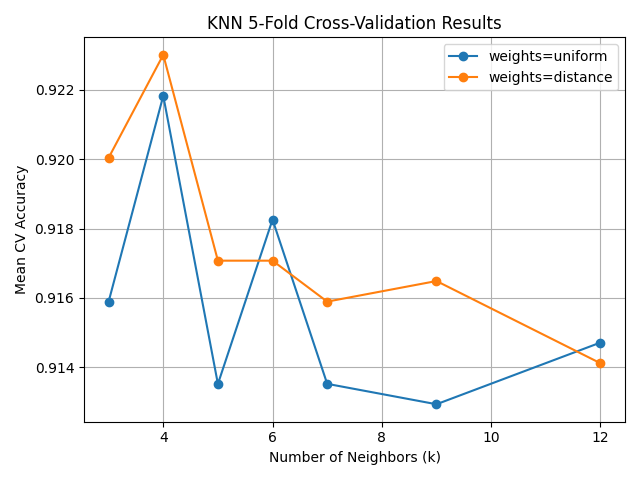 KNN 5-Fold Cross-Validation Results
weights=uniform
weights=distance
Mean CV Accuracy
0.922
0.920
0.918
0.916
0.914
4 6 8 10 12
Number of Neighbors (k)